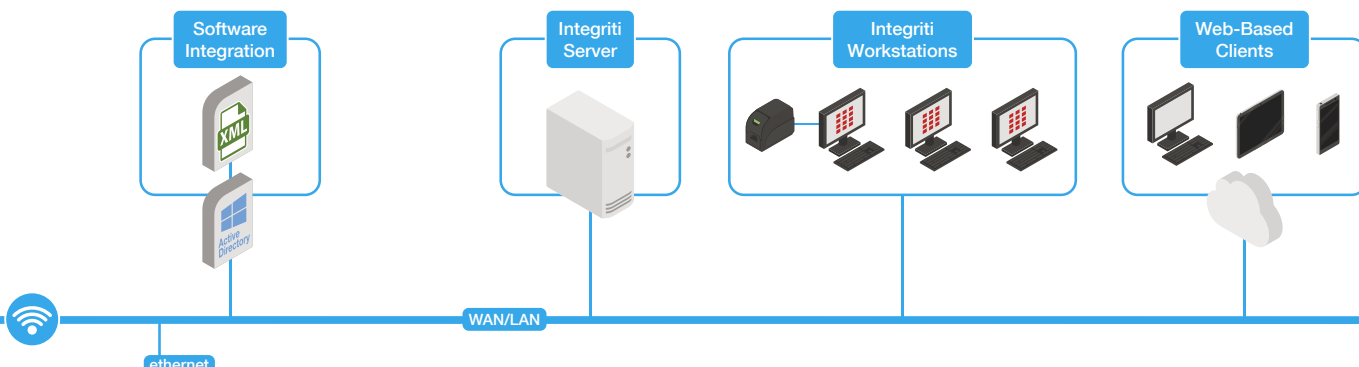 Software
Integration
Integriti
Server
Integriti
Workstations
Web-Based
Clients
XML
Active
Directory
WAN/LAN
ethernet